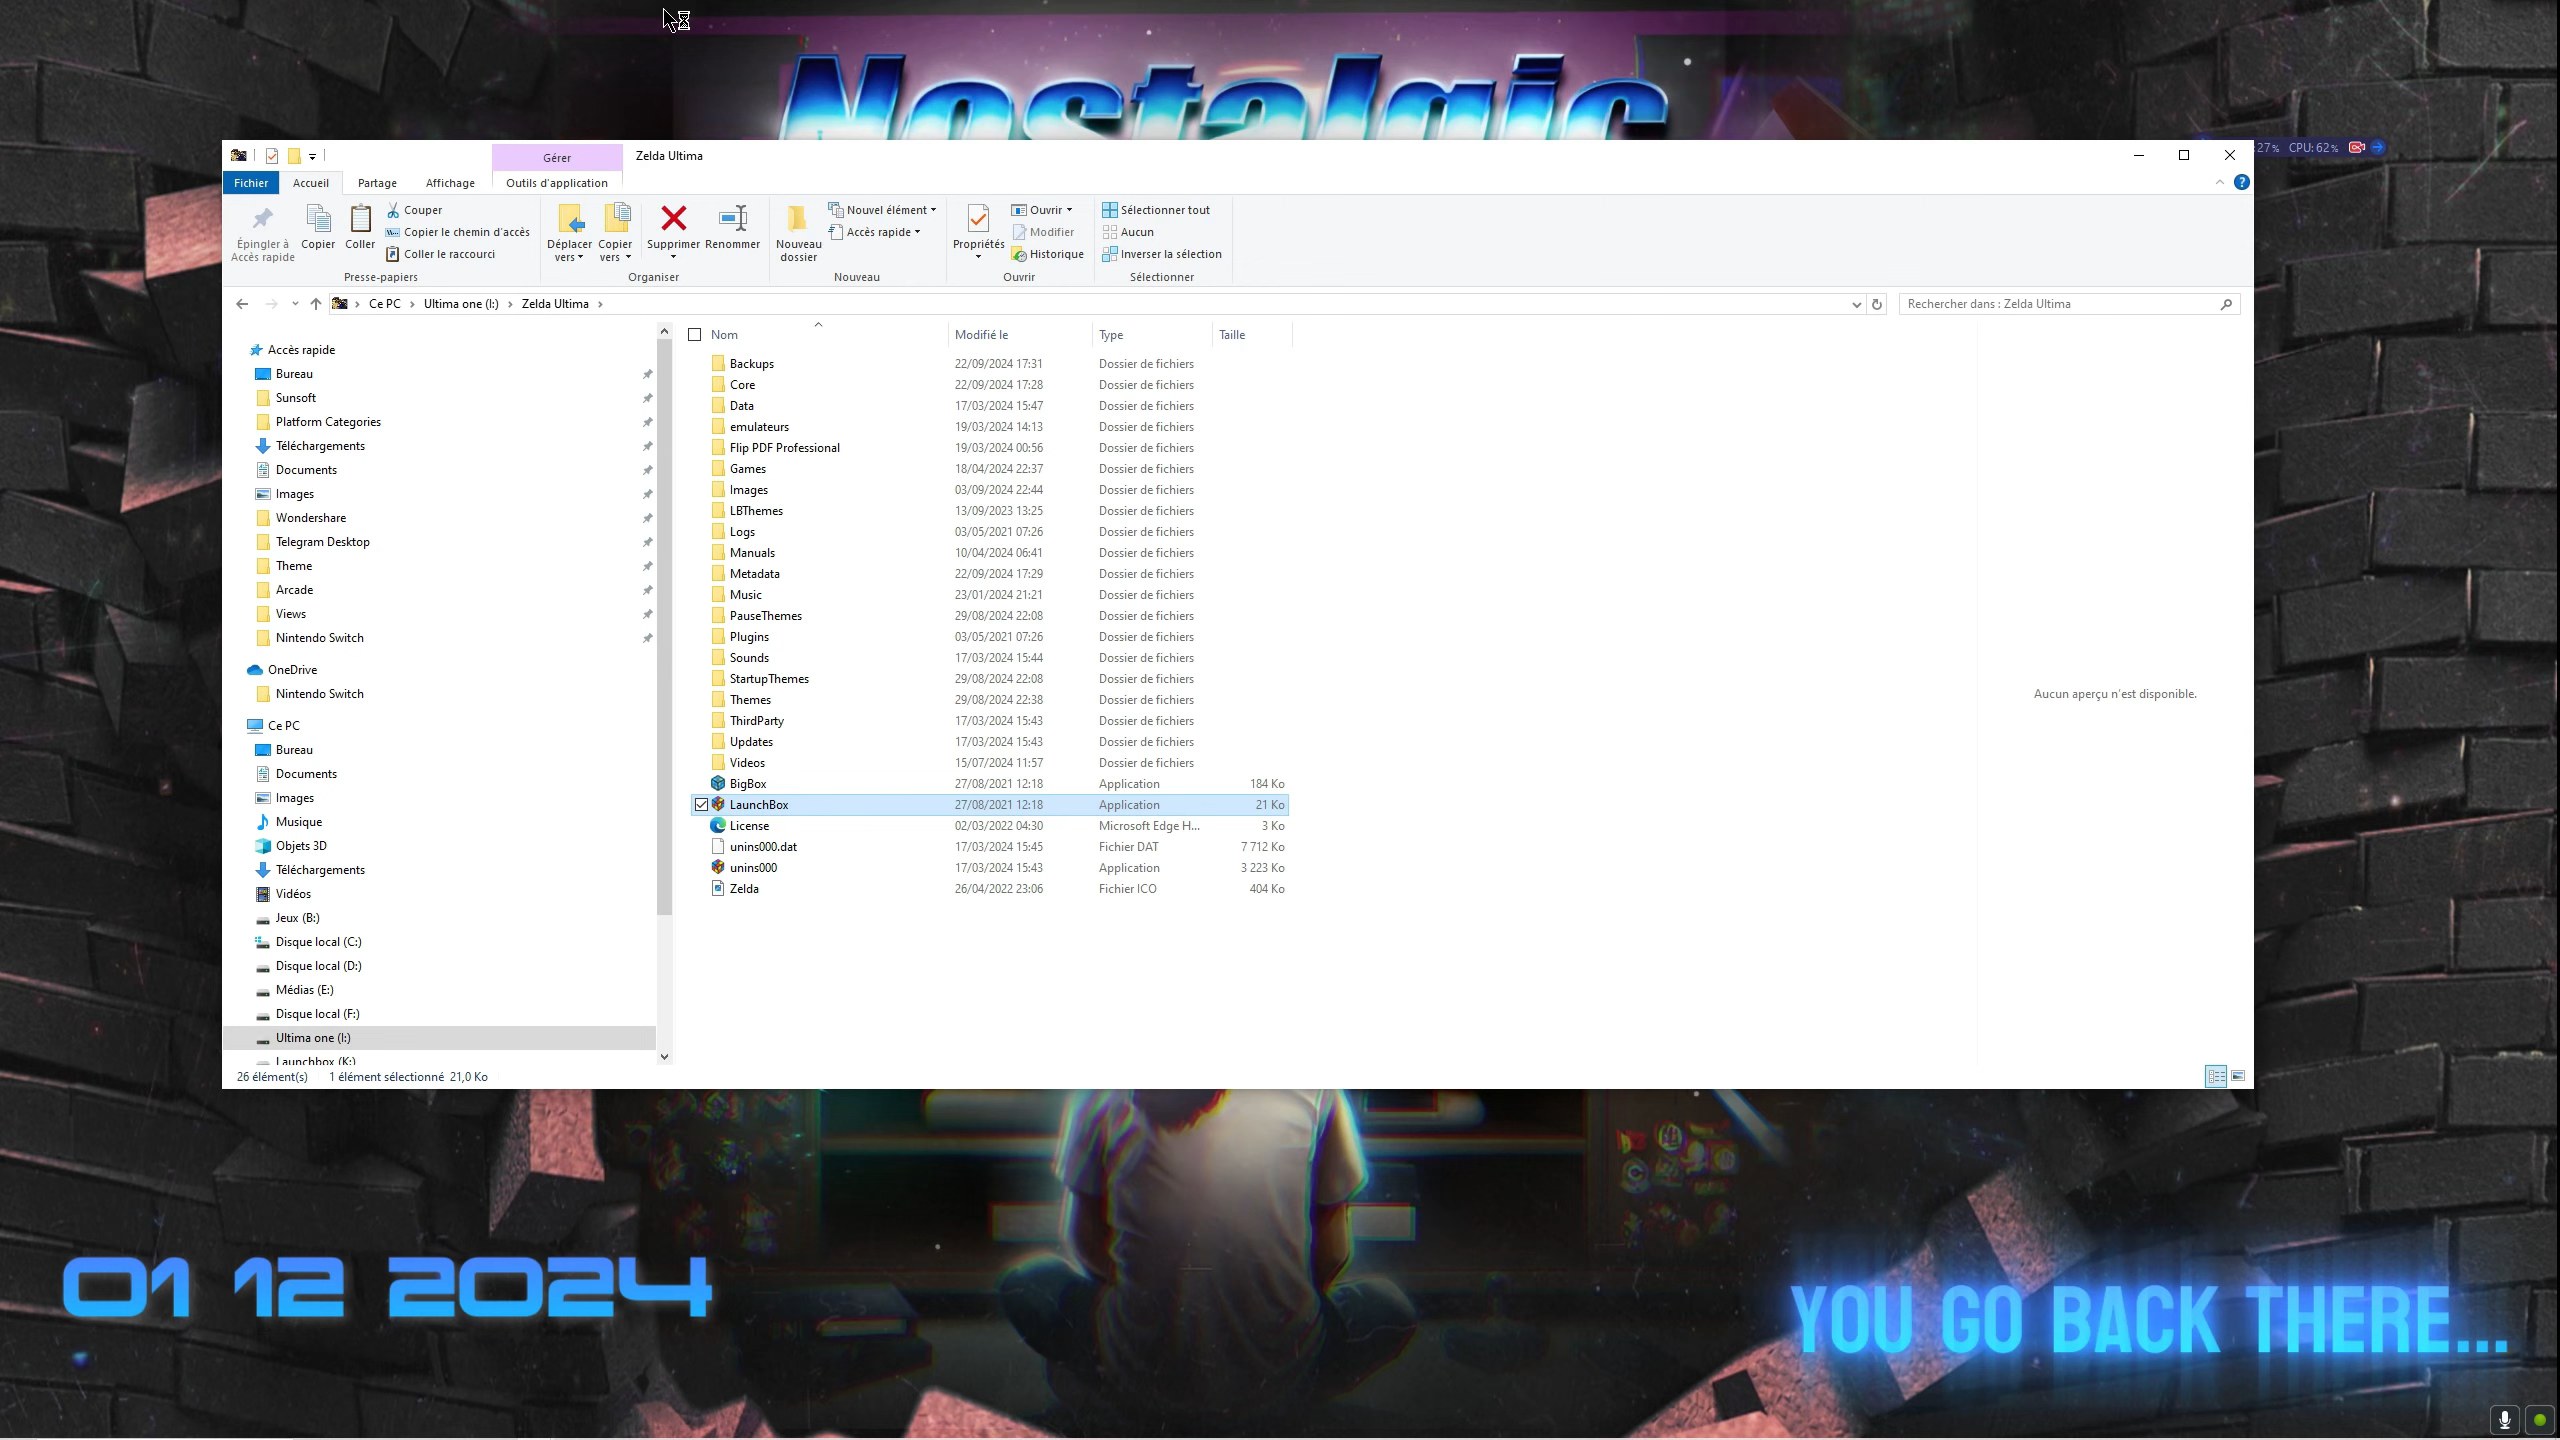 Nostalgic
Gérer
Zelda Ultima
27% CPU: 62%
Fichier
Accueil
Partage
Affichage
Outils d'application
Épingler à Accès rapide
Copier
Coller
Couper
Copier le chemin d'accès
Coller le raccourci
Presse-papiers
Déplacer vers
Copier vers
Supprimer
Renommer
Organiser
Nouveau dossier
Nouvel élément
Accès rapide
Nouveau
Propriétés
Ouvrir
Modifier
Historique
Ouvrir
Sélectionner tout
Aucun
Inverser la sélection
Sélectionner
Ce PC > Ultima one (I:) > Zelda Ultima >
Rechercher dans : Zelda Ultima
Accès rapide
Bureau
Sunsoft
Platform Categories
Téléchargements
Documents
Images
Wondershare
Telegram Desktop
Theme
Arcade
Views
Nintendo Switch
OneDrive
Nintendo Switch
Ce PC
Bureau
Documents
Images
Musique
Objets 3D
Téléchargements
Vidéos
Jeux (B:)
Disque local (C:)
Disque local (D:)
Médias (E:)
Disque local (F:)
Ultima one (I:)
Launchbox (K:)
Nom Modifié le Type Taille
Backups 22/09/2024 17:31 Dossier de fichiers
Core 22/09/2024 17:28 Dossier de fichiers
Data 17/03/2024 15:47 Dossier de fichiers
emulateurs 19/03/2024 14:13 Dossier de fichiers
Flip PDF Professional 19/03/2024 00:56 Dossier de fichiers
Games 18/04/2024 22:37 Dossier de fichiers
Images 03/09/2024 22:44 Dossier de fichiers
LBThemes 13/09/2023 13:25 Dossier de fichiers
Logs 03/05/2021 07:26 Dossier de fichiers
Manuals 10/04/2024 06:41 Dossier de fichiers
Metadata 22/09/2024 17:29 Dossier de fichiers
Music 23/01/2024 21:21 Dossier de fichiers
PauseThemes 29/08/2024 22:08 Dossier de fichiers
Plugins 03/05/2021 07:26 Dossier de fichiers
Sounds 17/03/2024 15:44 Dossier de fichiers
StartupThemes 29/08/2024 22:08 Dossier de fichiers
Themes 29/08/2024 22:38 Dossier de fichiers
ThirdParty 17/03/2024 15:43 Dossier de fichiers
Updates 17/03/2024 15:43 Dossier de fichiers
Videos 15/07/2024 11:57 Dossier de fichiers
BigBox 27/08/2021 12:18 Application 184 Ko
LaunchBox 27/08/2021 12:18 Application 21 Ko
License 02/03/2022 04:30 Microsoft Edge H... 3 Ko
unins000.dat 17/03/2024 15:45 Fichier DAT 7 712 Ko
unins000 17/03/2024 15:43 Application 3 223 Ko
Zelda 26/04/2022 23:06 Fichier ICO 404 Ko
Aucun aperçu n'est disponible.
26 élément(s) 1 élément sélectionné 21,0 Ko
01 12 2024
YOU GO BACK THERE...